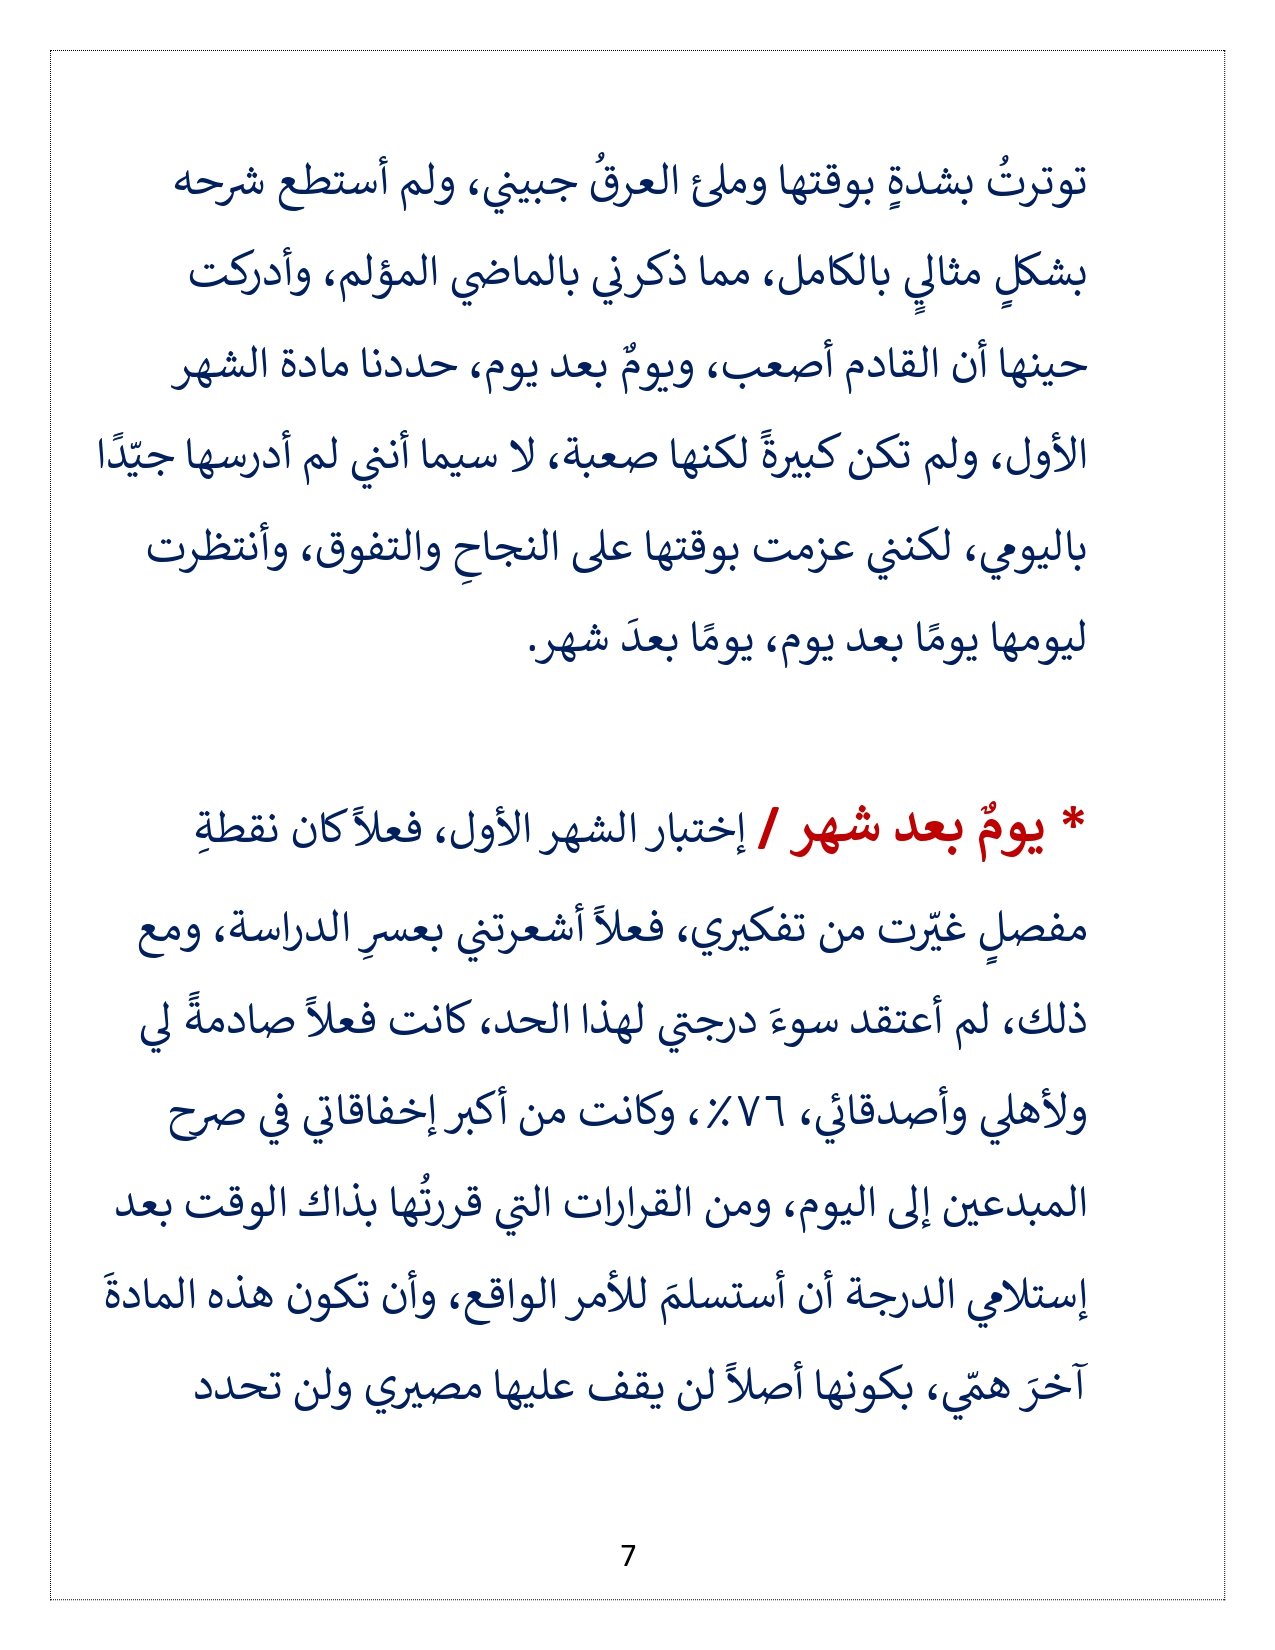 توترتُ بشدةٍ بوقتها وملئ العرقُ جبيني، ولم أستطع شرحه
بشكلٍ مثاليٍ بالكامل، مما ذكرني بالماضي المؤلم، وأدركت
حينها أن القادم أصعب، ويومٌ بعد يوم، حددنا مادة الشهر
الأول، ولم تكن كبيرةً لكنها صعبة، لا سيما أنني لم أدرسها جيّدًا
باليومي، لكنني عزمت بوقتها على النجاحِ والتفوق، وأنتظرت
ليومها يومًا بعد يوم، يومًا بعدَ شهر.
* يومٌ بعد شهر / إختبار الشهر الأول، فعلاً كان نقطةِ
مفصلٍ غيّرت من تفكيري، فعلاً أشعرتني بعسرِ الدراسة، ومع
ذلك، لم أعتقد سوءَ درجتي لهذا الحد، كانت فعلاً صادمةً لي
ولأهلي وأصدقائي، ٧٦٪، وكانت من أكبر إخفاقاتي في صرح
المبدعين إلى اليوم، ومن القرارات التي قررتُها بذاك الوقت بعد
إستلامي الدرجة أن أستسلمَ للأمر الواقع، وأن تكون هذه المادةَ
آخرَ همّي، بكونها أصلاً لن يقف عليها مصيري ولن تحدد
7